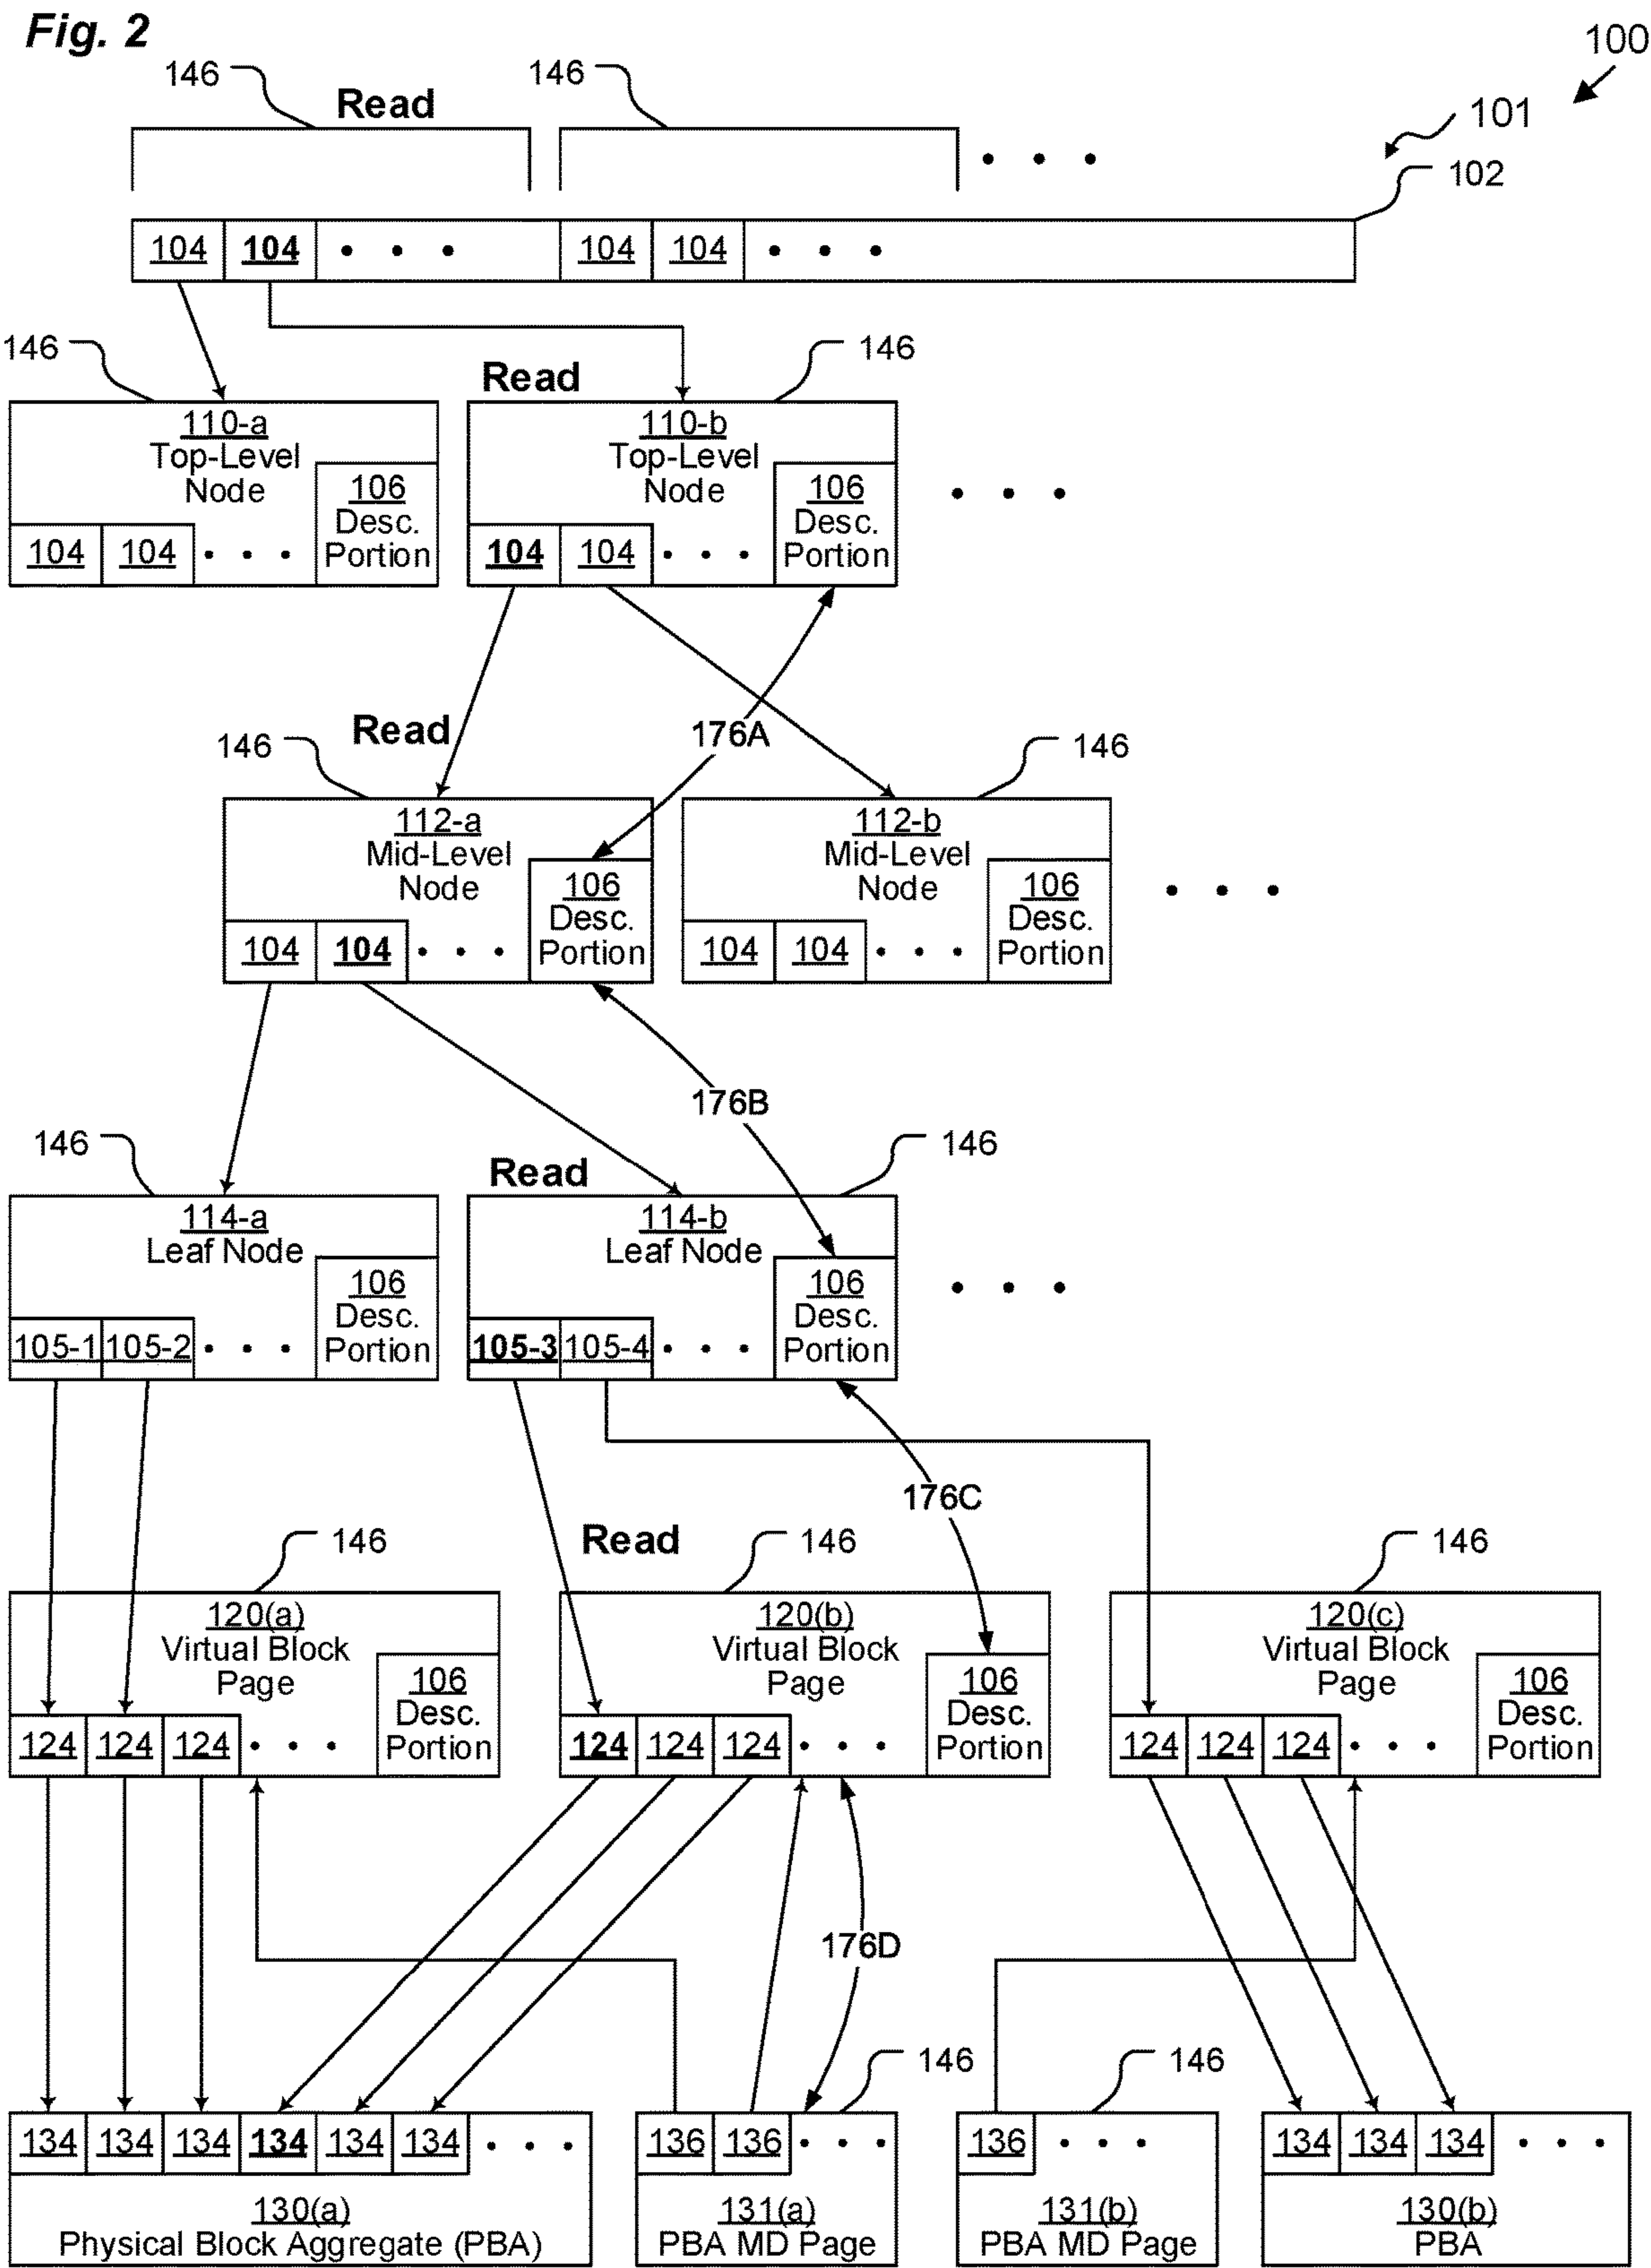 Fig. 2
100
146 Read 146
101
102
104 104 • • • 104 104 • • •
• • •
146 Read 146
110-a
Top-Level
Node
106
Desc.
Portion
104 104 • • •
110-b
Top-Level
Node
106
Desc.
Portion
104 104 • • •
• • •
176A
146 Read 146
112-a
Mid-Level
Node
106
Desc.
Portion
104 104 • • •
112-b
Mid-Level
Node
106
Desc.
Portion
104 104 • • •
• • •
176B
146 Read 146
114-a
Leaf Node
106
Desc.
Portion
105-1 105-2 • • •
114-b
Leaf Node
106
Desc.
Portion
105-3 105-4 • • •
• • •
176C
146 Read 146 146
120(a)
Virtual Block
Page
106
Desc.
Portion
124 124 124 • • •
120(b)
Virtual Block
Page
106
Desc.
Portion
124 124 124 • • •
120(c)
Virtual Block
Page
106
Desc.
Portion
124 124 124 • • •
176D
146 146
134 134 134 134 134 134 • • •
130(a)
Physical Block Aggregate (PBA)
136 136 • • •
131(a)
PBA MD Page
136 • • •
131(b)
PBA MD Page
134 134 134 • • •
130(b)
PBA